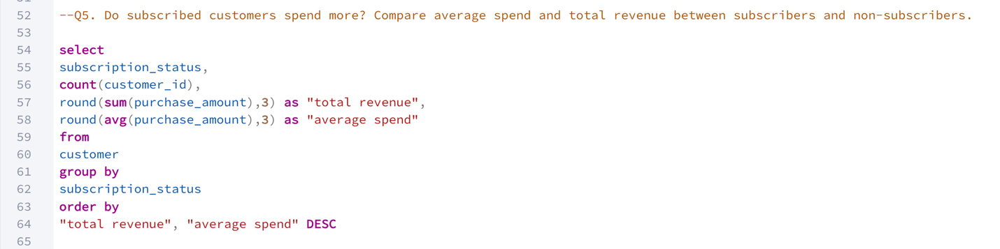 52 --Q5. Do subscribed customers spend more? Compare average spend and total revenue between subscribers and non-subscribers.
53
54 select
55 subscription_status,
56 count(customer_id),
57 round(sum(purchase_amount),3) as "total revenue",
58 round(avg(purchase_amount),3) as "average spend"
59 from
60 customer
61 group by
62 subscription_status
63 order by
64 "total revenue", "average spend" DESC
65